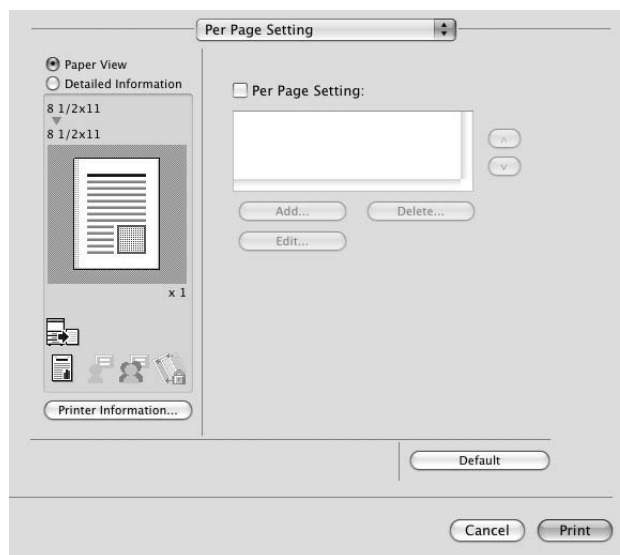 Per Page Setting
Paper View
Detailed Information
8 1/2x11
8 1/2x11
x 1
Printer Information...
Per Page Setting:
Add...
Delete...
Edit...
Default
Cancel
Print